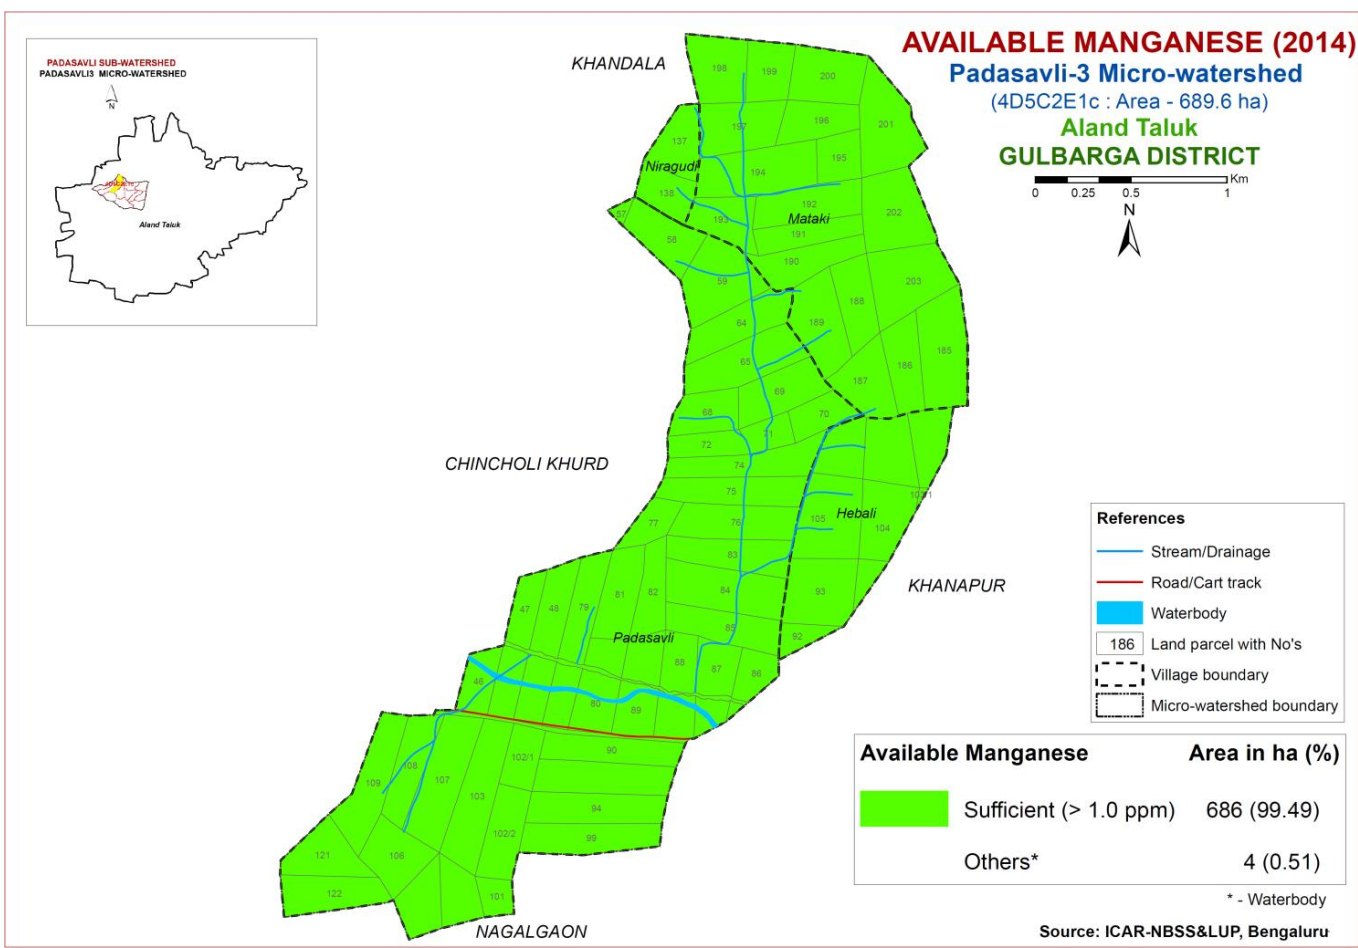 PADASAVLI SUB-WATERSHED
PADASAVLI3 MICRO-WATERSHED
N
Aland Taluk
AVAILABLE MANGANESE (2014)
Padasavli-3 Micro-watershed
(4D5C2E1c : Area - 689.6 ha)
Aland Taluk
GULBARGA DISTRICT
Km
0 0.25 0.5 1
N
KHANDALA
198 199 200
137 197 196 201
195
Niragudi 194
138 192 202
57 193 Mataki
191
58 190
59 203
188
64 189
65 186 185
69 187
68 70
71
72
CHINCHOLI KHURD
74
75
103/1
77 76 105 Hebali 104
83
KHANAPUR
47 48 79 81 82 84 93
85
Padasavli 92
88 87 86
46
80 89
102/1 90
109 108 107 103
94
102/2 99
121 106
122 101
NAGALGAON
References
Stream/Drainage
Road/Cart track
Waterbody
186 Land parcel with No's
Village boundary
Micro-watershed boundary
Available Manganese Area in ha (%)
Sufficient (> 1.0 ppm) 686 (99.49)
Others* 4 (0.51)
* - Waterbody
Source: ICAR-NBSS&LUP, Bengaluru